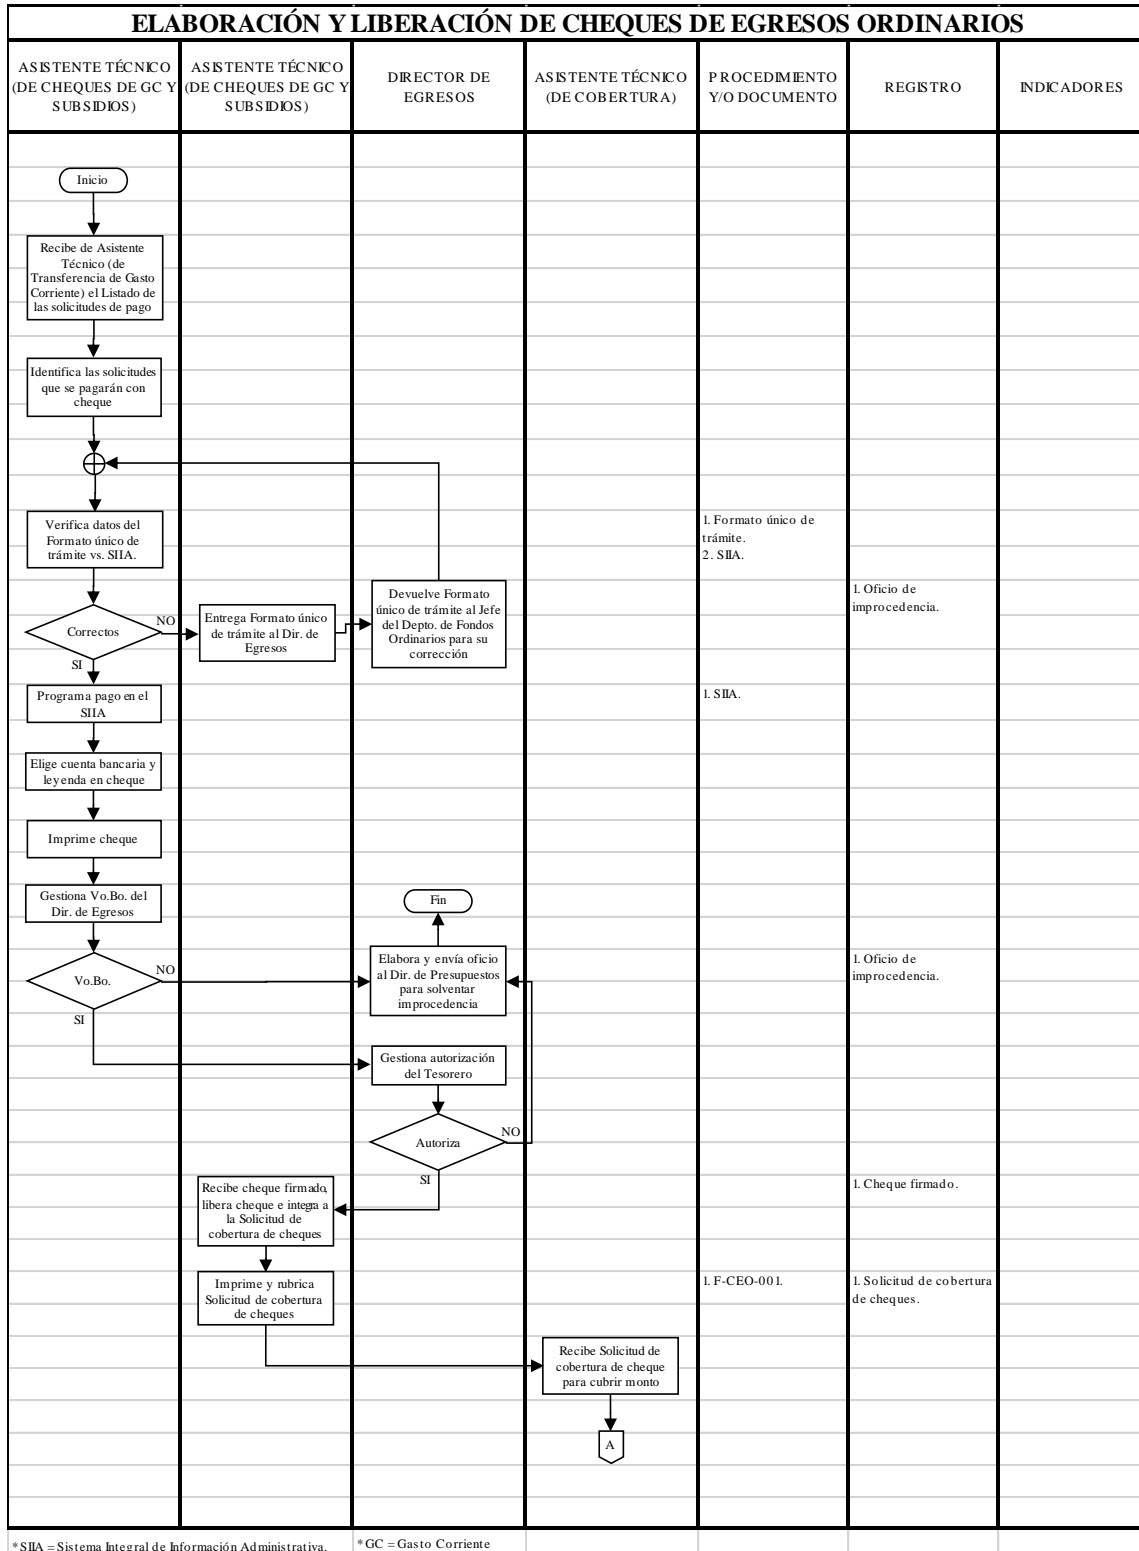 ELABORACIÓN Y LIBERACIÓN DE CHEQUES DE EGRESOS ORDINARIOS
ASISTENTE TÉCNICO
(DE CHEQUES DE GC Y
SUBSIDIOS)
ASISTENTE TÉCNICO
(DE CHEQUES DE GC Y
SUBSIDIOS)
DIRECTOR DE
EGRESOS
ASISTENTE TÉCNICO
(DE COBERTURA)
PROCEDIMIENTO
Y/O DOCUMENTO
REGISTRO
INDICADORES
Inicio
Recibe de Asistente
Técnico (de
Transferencia de Gasto
Corriente) el Listado de
las solicitudes de pago
Identifica las solicitudes
que se pagarán con
cheque
Verifica datos del
Formato único de
trámite vs. SIIA.
1. Formato único de
trámite.
2. SIIA.
Correctos
NO
SI
Entrega Formato único
de trámite al Dir. de
Egresos
Devuelve Formato
único de trámite al Jefe
del Depto. de Fondos
Ordinarios para su
corrección
1. Oficio de
improcedencia.
Programa pago en el
SIIA
1. SIIA.
Elige cuenta bancaria y
leyenda en cheque
Imprime cheque
Gestiona Vo.Bo. del
Dir. de Egresos
Fin
Vo.Bo.
NO
SI
Elabora y envía oficio
al Dir. de Presupuestos
para solventar
improcedencia
1. Oficio de
improcedencia.
Gestiona autorización
del Tesorero
Autoriza
NO
SI
Recibe cheque firmado,
libera cheque e integra a
la Solicitud de
cobertura de cheques
1. Cheque firmado.
Imprime y rubrica
Solicitud de cobertura
de cheques
1. F-CEO-001.
1. Solicitud de cobertura
de cheques.
Recibe Solicitud de
cobertura de cheque
para cubrir monto
A
*SIIA = Sistema Integral de Información Administrativa.
*GC = Gasto Corriente